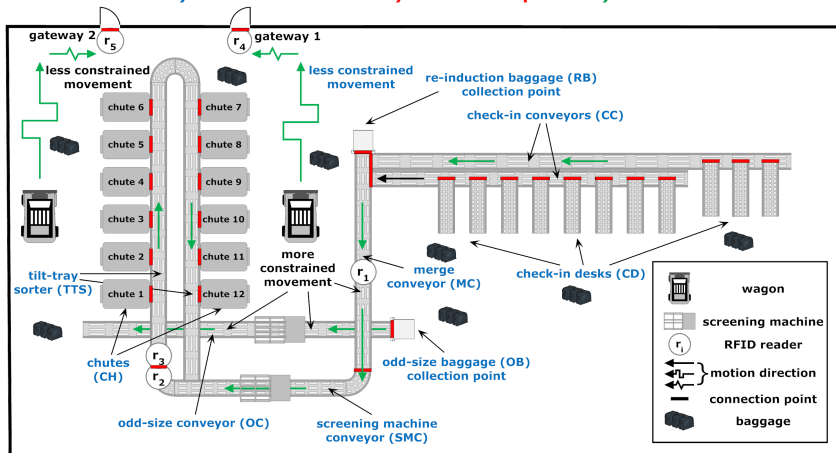 gateway 2
r5
r4
gateway 1
less constrained
movement
less constrained
movement
re-induction baggage (RB)
collection point
check-in conveyors (CC)
chute 6
chute 7
chute 5
chute 8
chute 4
chute 9
chute 3
chute 10
chute 2
chute 11
chute 1
chute 12
tilt-tray
sorter (TTS)
more
constrained
movement
r1
merge
conveyor (MC)
check-in desks (CD)
chutes
(CH)
r3
r2
odd-size baggage (OB)
collection point
odd-size conveyor (OC)
screening machine
conveyor (SMC)
wagon
screening machine
ri
RFID reader
motion direction
connection point
baggage